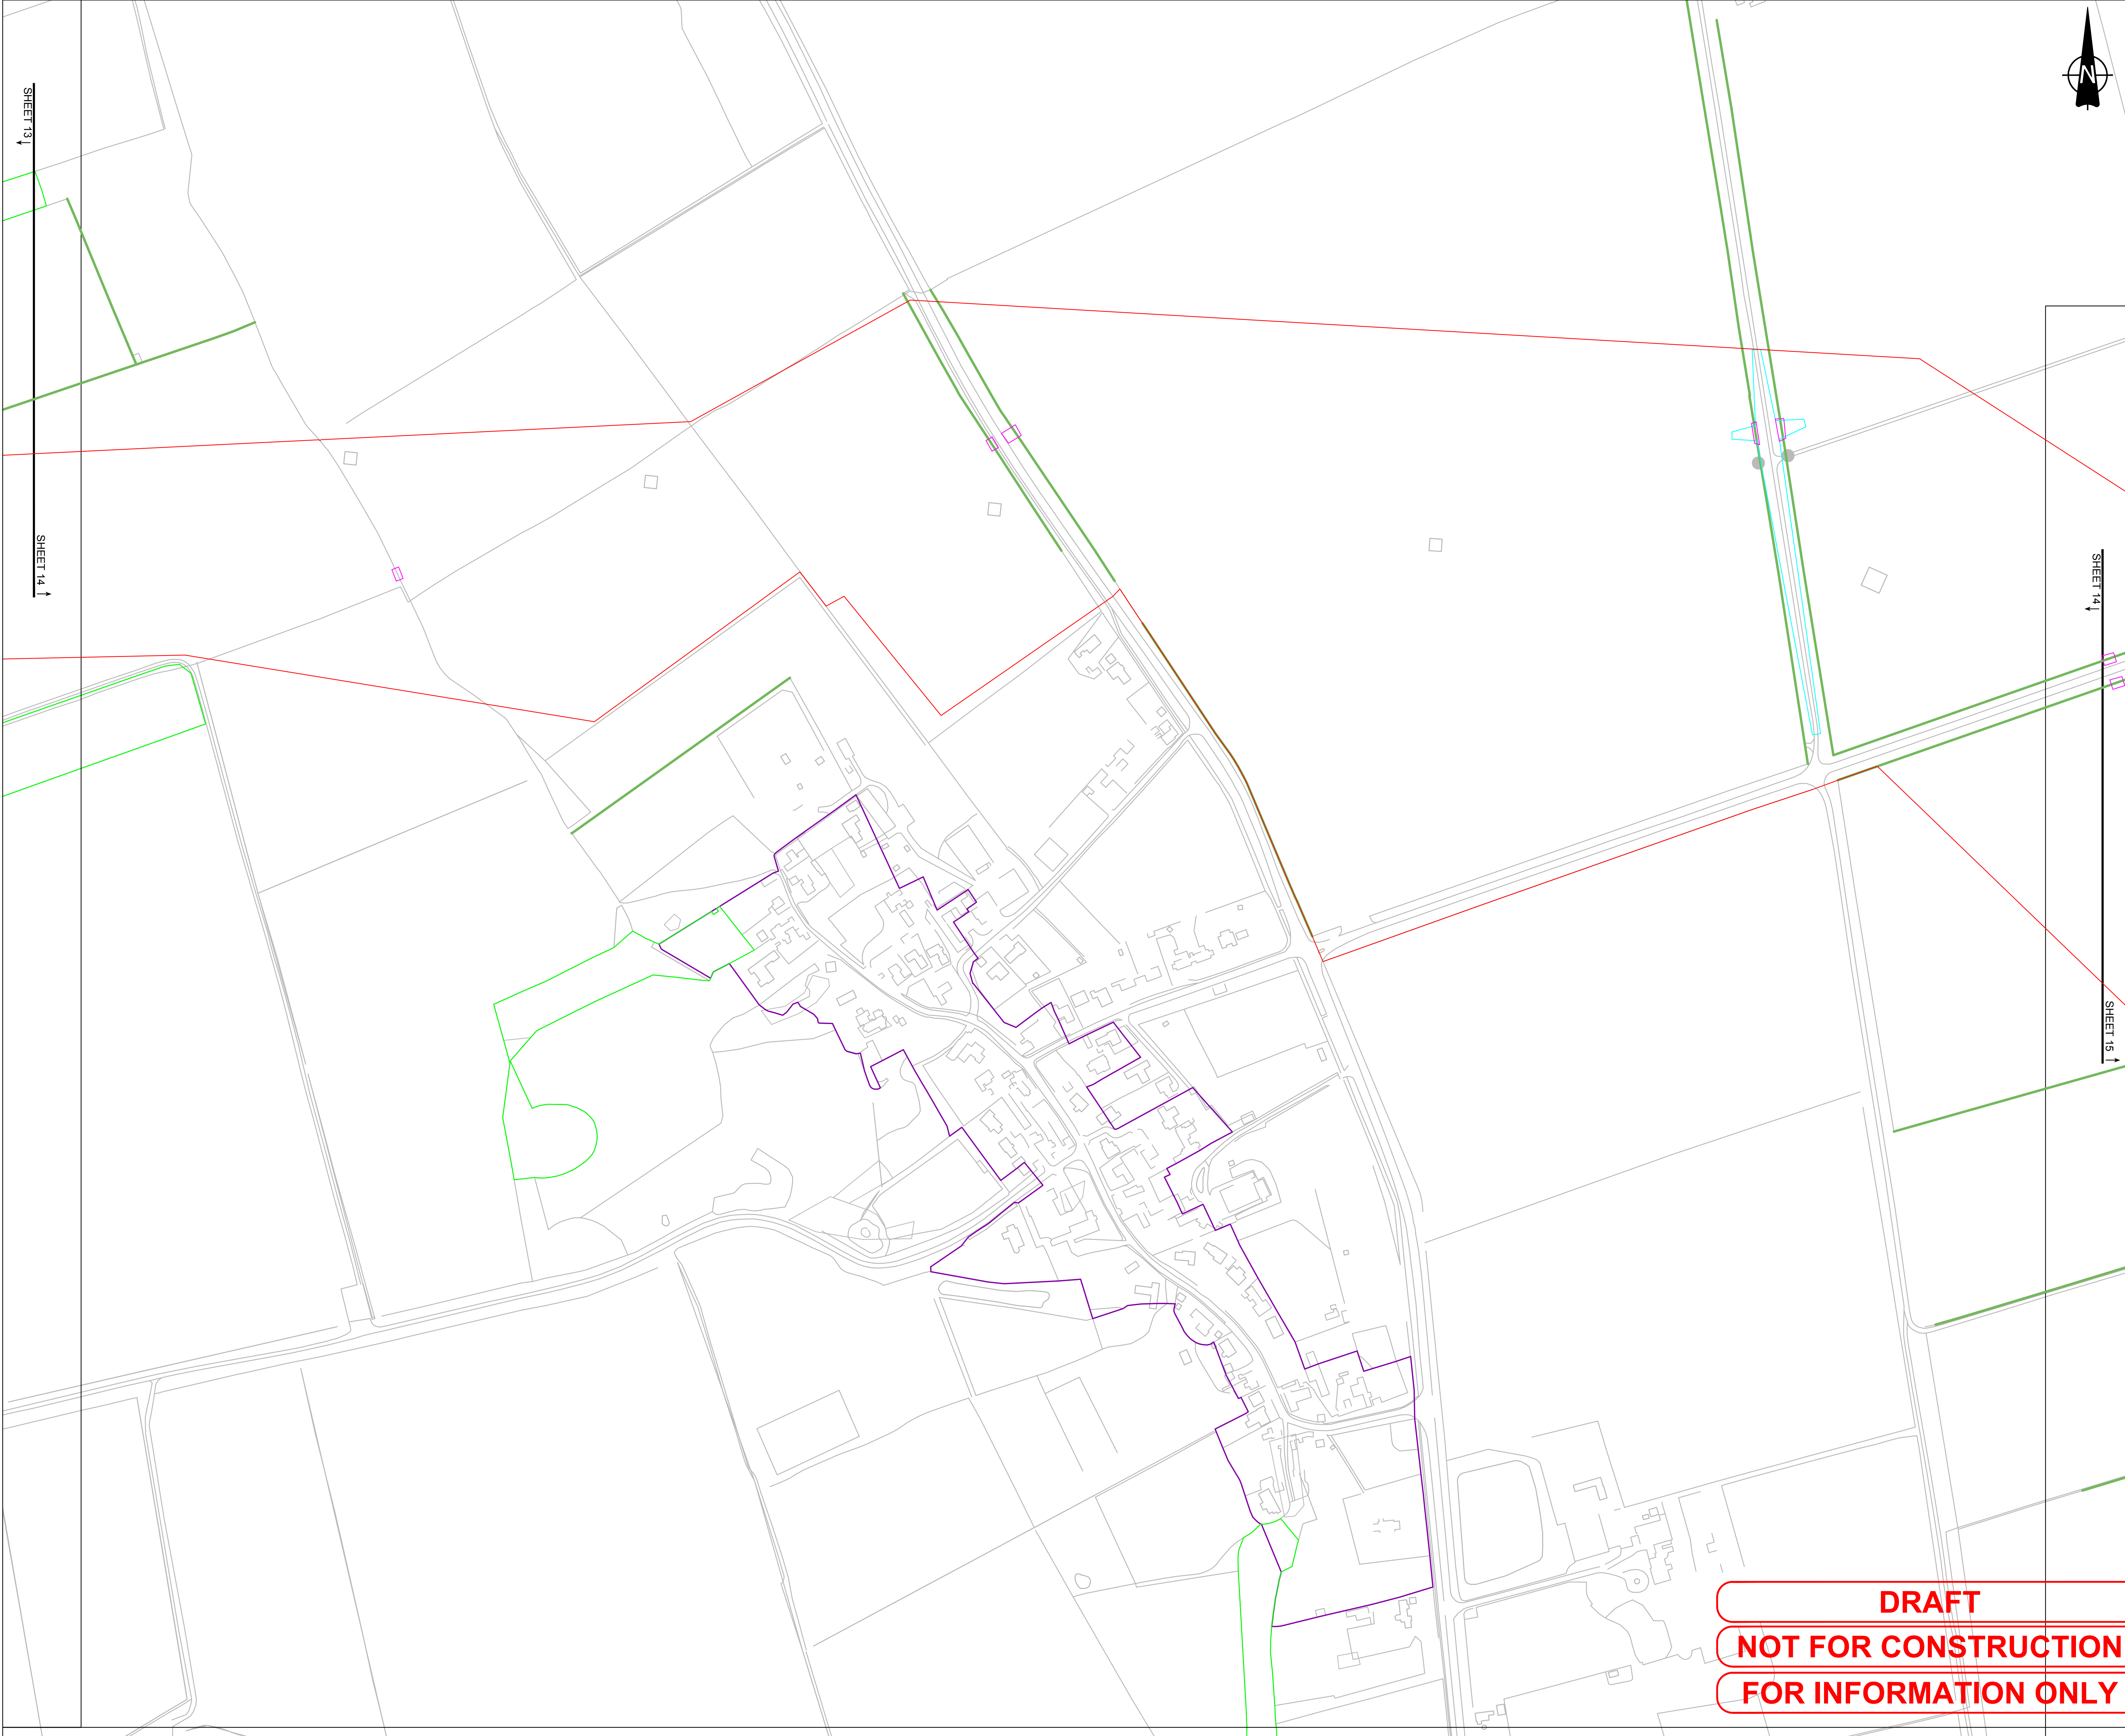 N
SHEET 13
SHEET 14
SHEET 14
SHEET 15
DRAFT
NOT FOR CONSTRUCTION
FOR INFORMATION ONLY